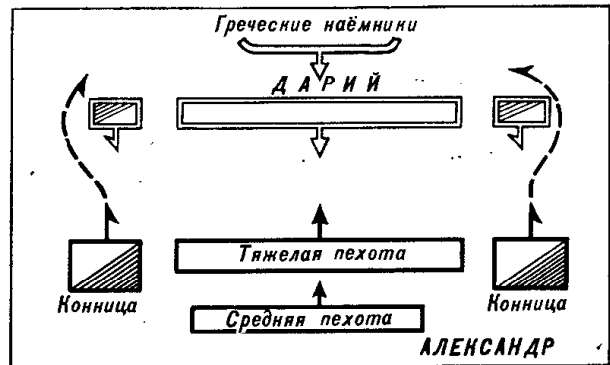 Греческие наёмники
ДАРИЙ
Тяжелая пехота
Конница
Конница
Средняя пехота
АЛЕКСАНДР